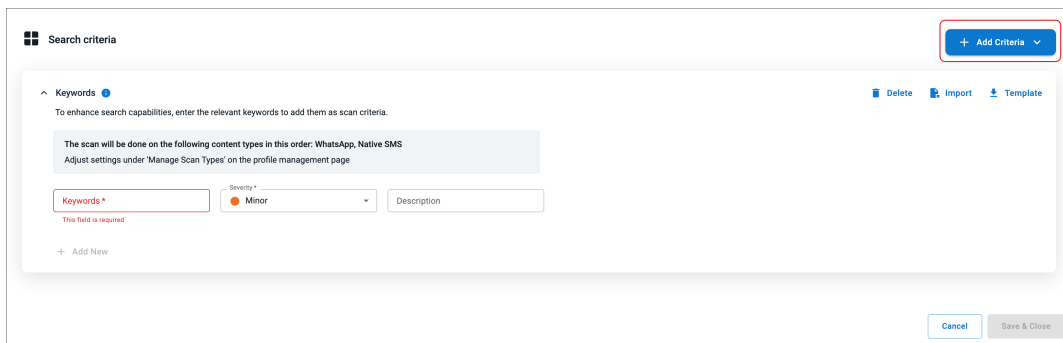 Search criteria
+ Add Criteria
Keywords
Delete
Import
Template
To enhance search capabilities, enter the relevant keywords to add them as scan criteria.
The scan will be done on the following content types in this order: WhatsApp, Native SMS
Adjust settings under 'Manage Scan Types' on the profile management page
Keywords *
Severity *
Minor
Description
This field is required
+ Add New
Cancel
Save & Close